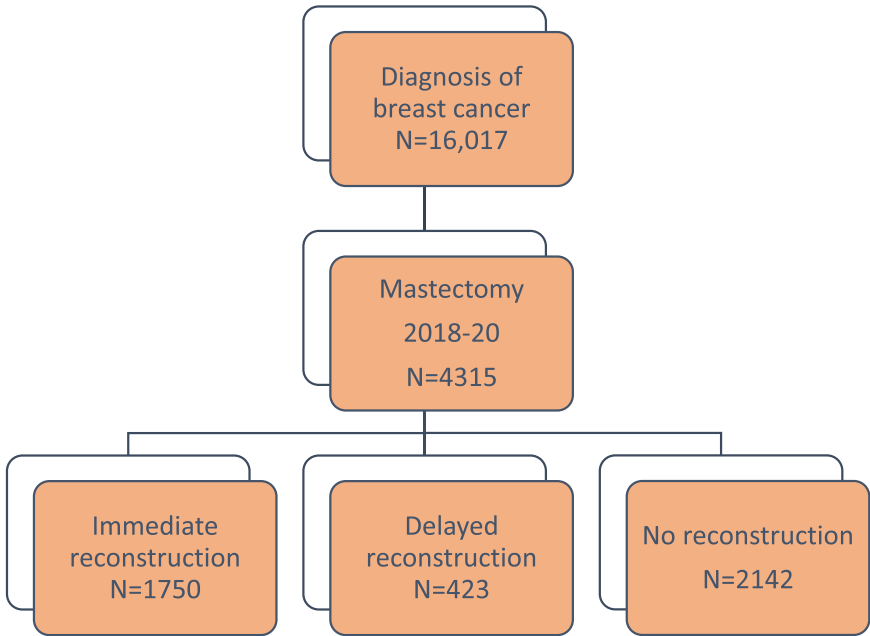 Diagnosis of
breast cancer
N=16,017
Mastectomy
2018-20
N=4315
Immediate
reconstruction
N=1750
Delayed
reconstruction
N=423
No reconstruction
N=2142